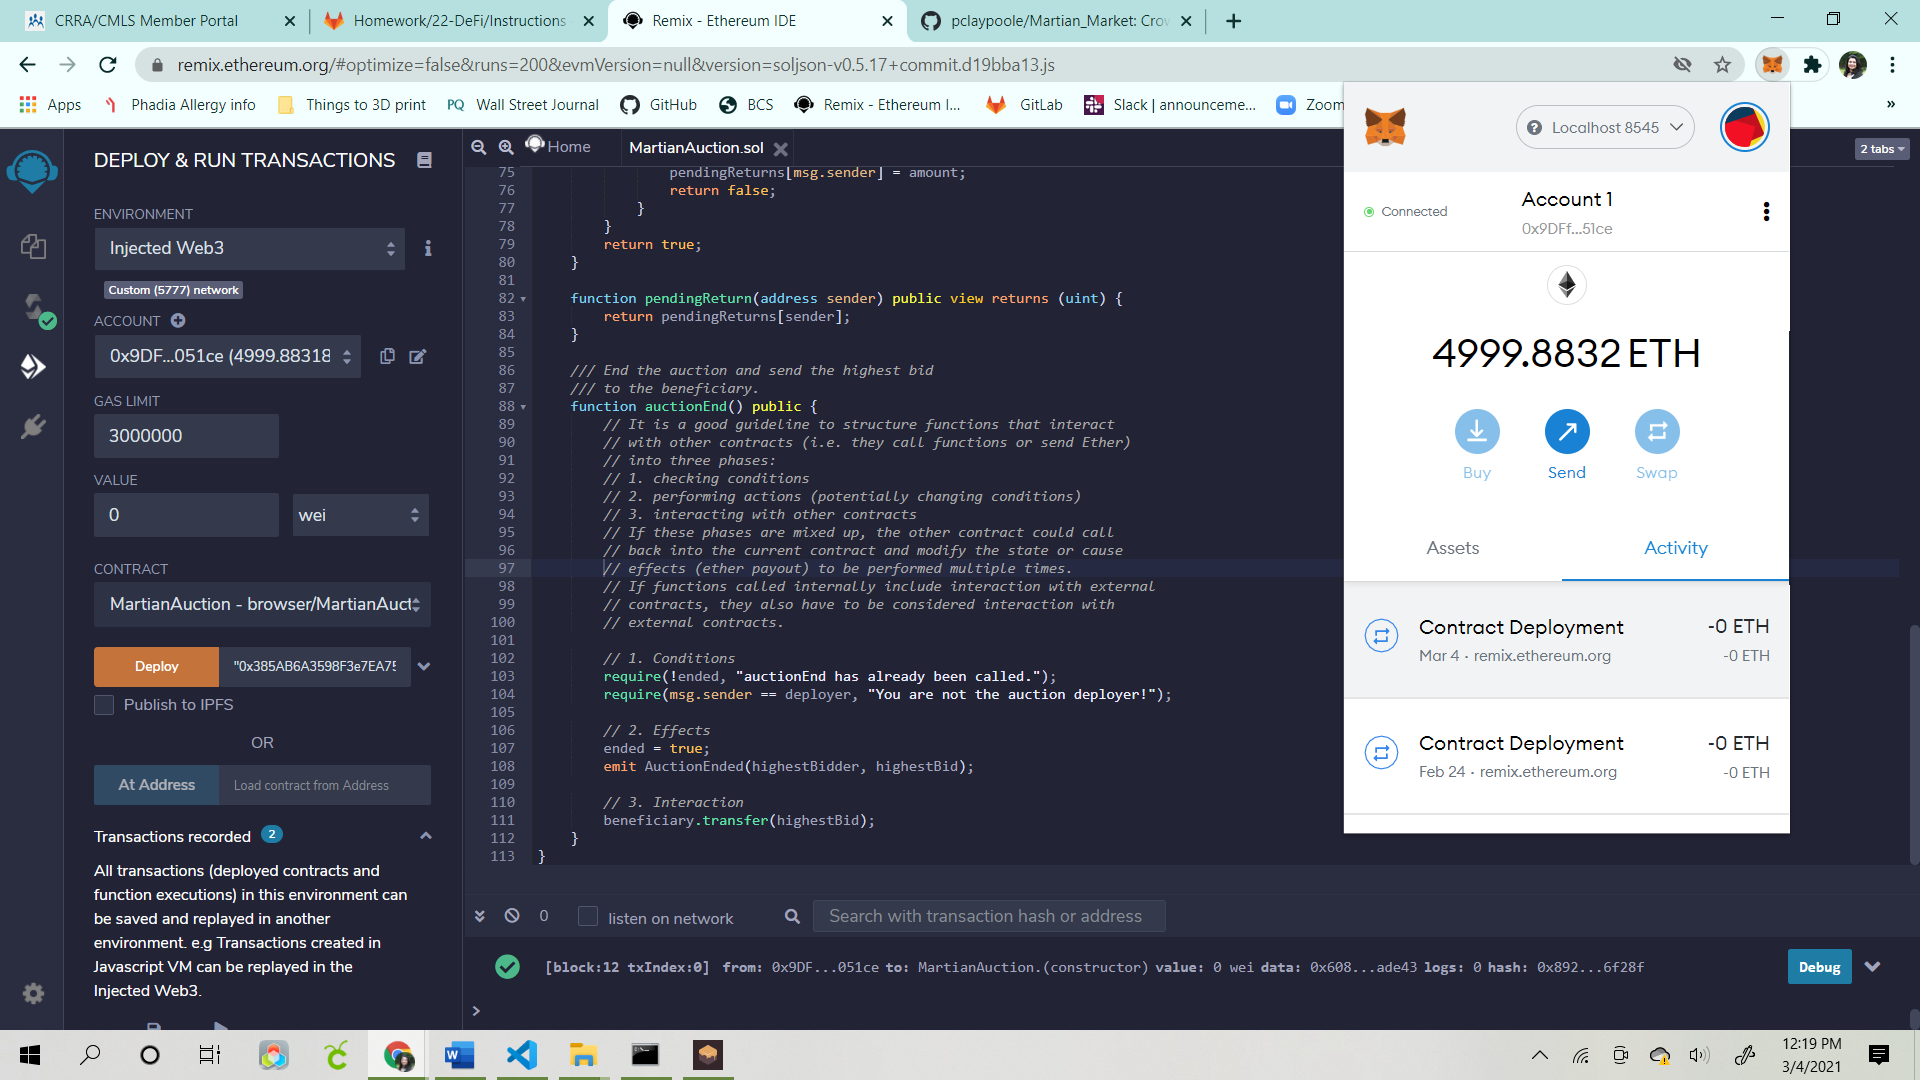 CRRA/CMLS Member Portal
Homework/22-DeFi/Instructions
Remix - Ethereum IDE
pclaypoole/Martian_Market: Crow
remix.ethereum.org/#optimize=false&runs=200&evmVersion=null&version=soljson-v0.5.17+commit.d19bba13.js
Apps
Phadia Allergy info
Things to 3D print
PQ Wall Street Journal
GitHub
BCS
Remix - Ethereum I...
GitLab
Slack | announceme...
Zoom
»
DEPLOY & RUN TRANSACTIONS
ENVIRONMENT
Injected Web3
Custom (5777) network
ACCOUNT
0x9DF...051ce (4999.88318
GAS LIMIT
3000000
VALUE
0
wei
CONTRACT
MartianAuction - browser/MartianAuct
Deploy
"0x385AB6A3598F3e7EA75
Publish to IPFS
OR
At Address
Load contract from Address
Transactions recorded 2
All transactions (deployed contracts and
function executions) in this environment can
be saved and replayed in another
environment. e.g Transactions created in
Javascript VM can be replayed in the
Injected Web3.
Home
MartianAuction.sol
2 tabs
75 pendingReturns[msg.sender] = amount;
76 return false;
77 }
78 }
79 return true;
80 }
81
82 function pendingReturn(address sender) public view returns (uint) {
83 return pendingReturns[sender];
84 }
85
86 /// End the auction and send the highest bid
87 /// to the beneficiary.
88 function auctionEnd() public {
89 // It is a good guideline to structure functions that interact
90 // with other contracts (i.e. they call functions or send Ether)
91 // into three phases:
92 // 1. checking conditions
93 // 2. performing actions (potentially changing conditions)
94 // 3. interacting with other contracts
95 // If these phases are mixed up, the other contract could call
96 // back into the current contract and modify the state or cause
97 // effects (ether payout) to be performed multiple times.
98 // If functions called internally include interaction with external
99 // contracts, they also have to be considered interaction with
100 // external contracts.
101
102 // 1. Conditions
103 require(!ended, "auctionEnd has already been called.");
104 require(msg.sender == deployer, "You are not the auction deployer!");
105
106 // 2. Effects
107 ended = true;
108 emit AuctionEnded(highestBidder, highestBid);
109
110 // 3. Interaction
111 beneficiary.transfer(highestBid);
112 }
113 }
0
listen on network
Search with transaction hash or address
[block:12 txIndex:0] from: 0x9DF...051ce to: MartianAuction.(constructor) value: 0 wei data: 0x608...ade43 logs: 0 hash: 0x892...6f28f
Debug
>
Localhost 8545
Connected
Account 1
0x9DFf...51ce
4999.8832 ETH
Buy
Send
Swap
Assets
Activity
Contract Deployment
-0 ETH
Mar 4 · remix.ethereum.org
-0 ETH
Contract Deployment
-0 ETH
Feb 24 · remix.ethereum.org
-0 ETH
12:19 PM
3/4/2021